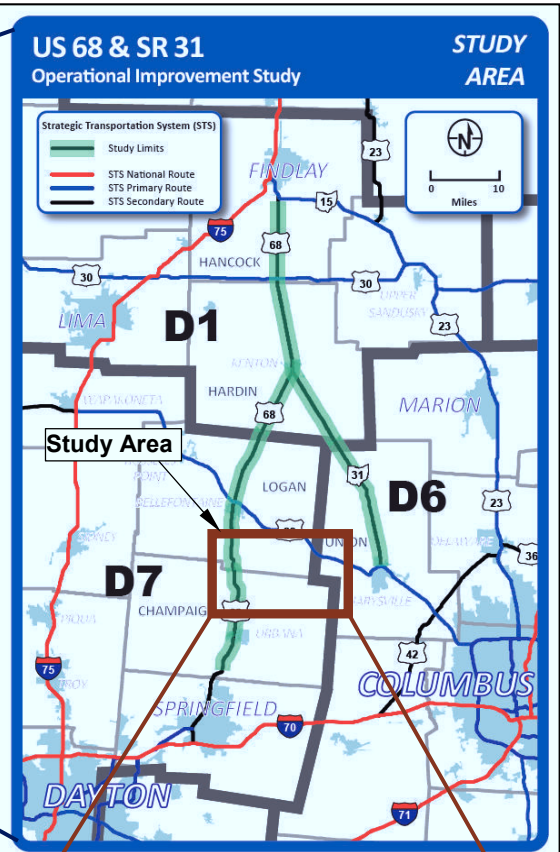 US 68 & SR 31
Operational Improvement Study
STUDY
AREA
Strategic Transportation System (STS)
Study Limits
STS National Route
STS Primary Route
STS Secondary Route
N
0 10
Miles
23
FINDLAY
15
75
68
HANCOCK
30
30
UPPER
SANDUSKY
LIMA
D1
23
KENTON
HARDIN
MARION
WAPAKONETA
68
Study Area
POINT
31
LOGAN
D6
BELLEFONTAINE
23
SIDNEY
UNION
DELAWARE
36
D7
MARYSVILLE
CHAMPAIG
PIQUA
URBANA
42
75
TROY
COLUMBUS
SPRINGFIELD
70
DAYTON
71